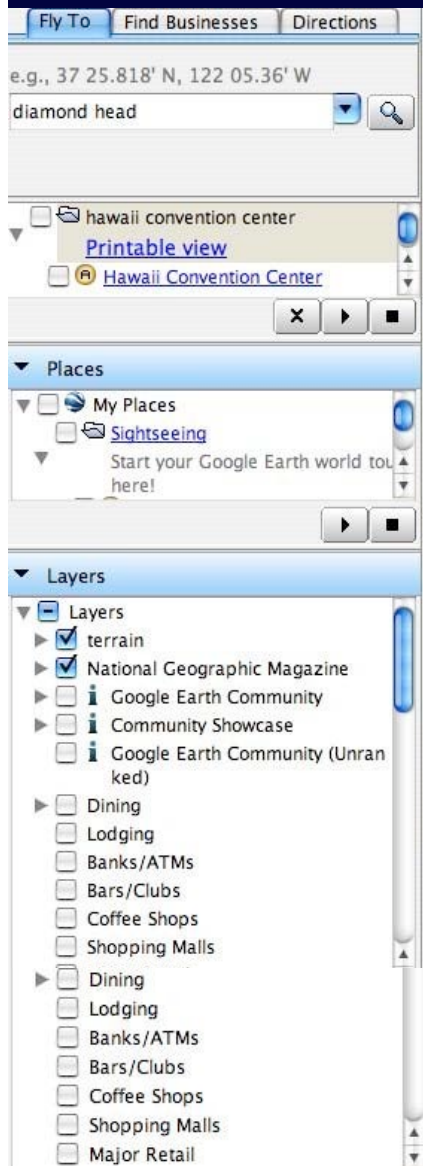 Fly To Find Businesses Directions
e.g., 37 25.818' N, 122 05.36' W
diamond head
hawaii convention center
Printable view
Hawaii Convention Center
Places
My Places
Sightseeing
Start your Google Earth world tou
here!
Layers
Layers
terrain
National Geographic Magazine
i Google Earth Community
i Community Showcase
i Google Earth Community (Unran
ked)
Dining
Lodging
Banks/ATMs
Bars/Clubs
Coffee Shops
Shopping Malls
Dining
Lodging
Banks/ATMs
Bars/Clubs
Coffee Shops
Shopping Malls
Major Retail